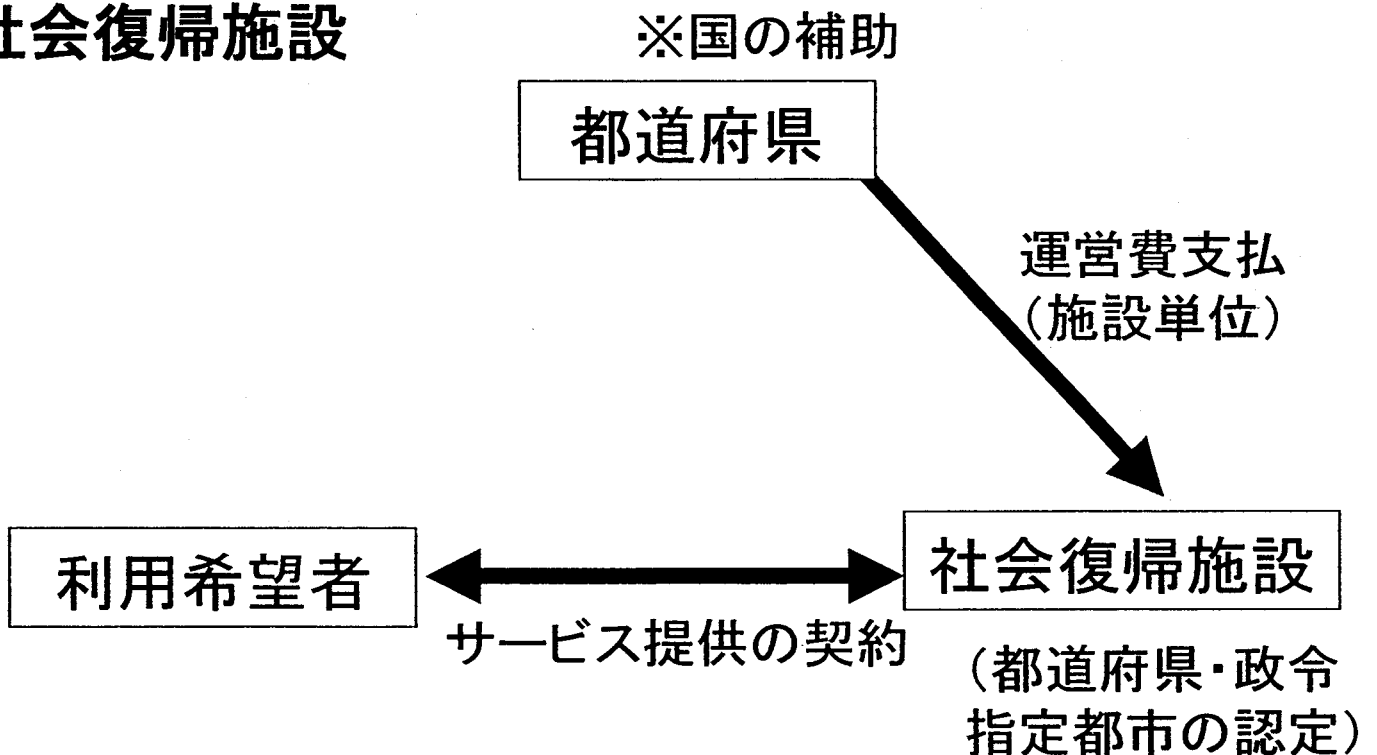 社会復帰施設
※国の補助
都道府県
運営費支払
（施設単位）
利用希望者
社会復帰施設
サービス提供の契約
（都道府県・政令
指定都市の認定）